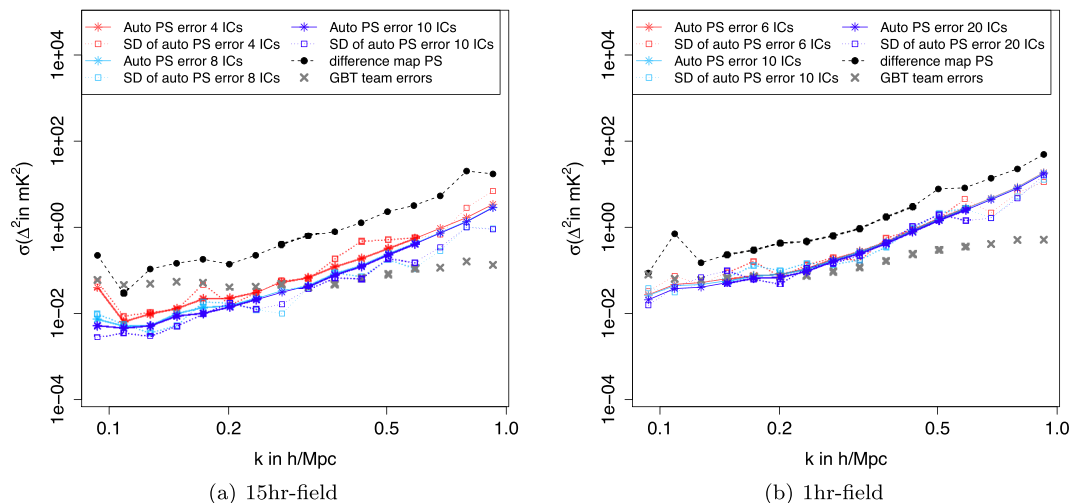 Auto PS error 4 ICs
SD of auto PS error 4 ICs
Auto PS error 8 ICs
SD of auto PS error 8 ICs
Auto PS error 10 ICs
SD of auto PS error 10 ICs
difference map PS
GBT team errors
σ(Δ²in mK²)
1e+04
1e+02
1e+00
1e-02
1e-04
0.1
0.2
0.5
1.0
k in h/Mpc
(a) 15hr-field
Auto PS error 6 ICs
SD of auto PS error 6 ICs
Auto PS error 10 ICs
SD of auto PS error 10 ICs
Auto PS error 20 ICs
SD of auto PS error 20 ICs
difference map PS
GBT team errors
σ(Δ²in mK²)
1e+04
1e+02
1e+00
1e-02
1e-04
0.1
0.2
0.5
1.0
k in h/Mpc
(b) 1hr-field